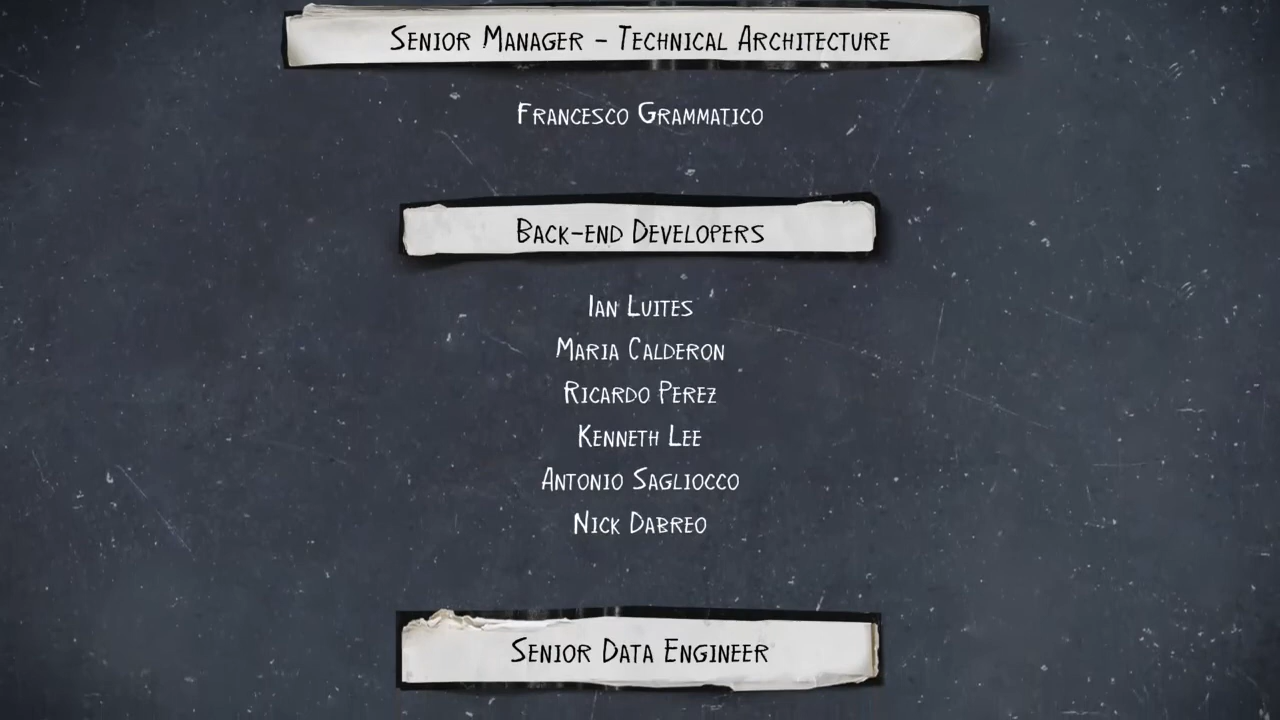 Senior Manager - Technical Architecture
Francesco Grammatico
Back-end Developers
Ian Luites
Maria Calderon
Ricardo Perez
Kenneth Lee
Antonio Sagliocco
Nick Dabreo
Senior Data Engineer